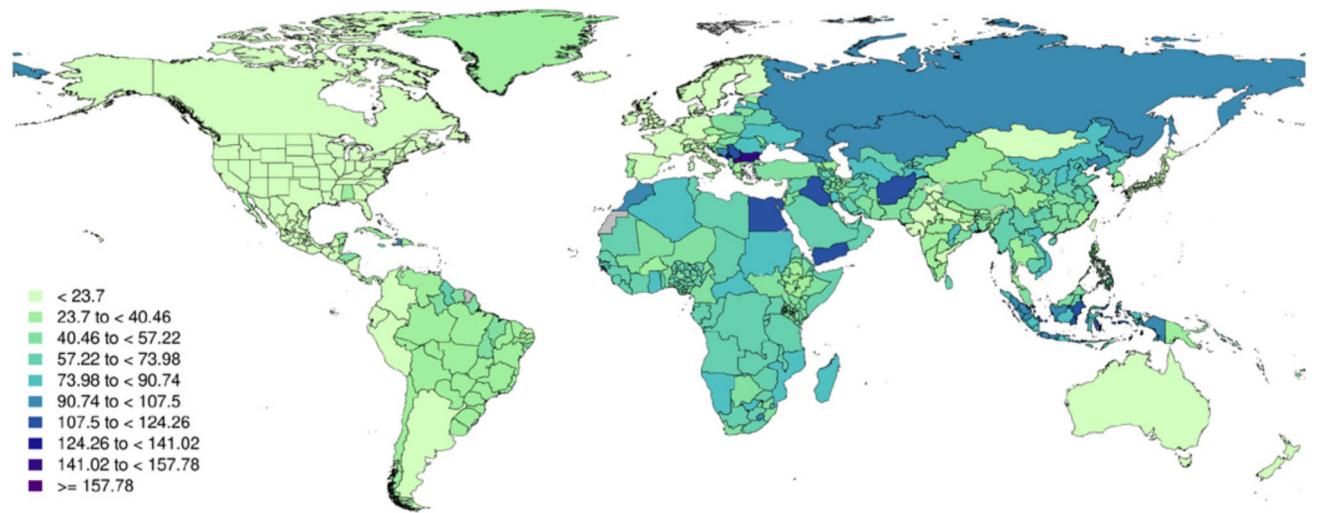 < 23.7
23.7 to < 40.46
40.46 to < 57.22
57.22 to < 73.98
73.98 to < 90.74
90.74 to < 107.5
107.5 to < 124.26
124.26 to < 141.02
141.02 to < 157.78
>= 157.78